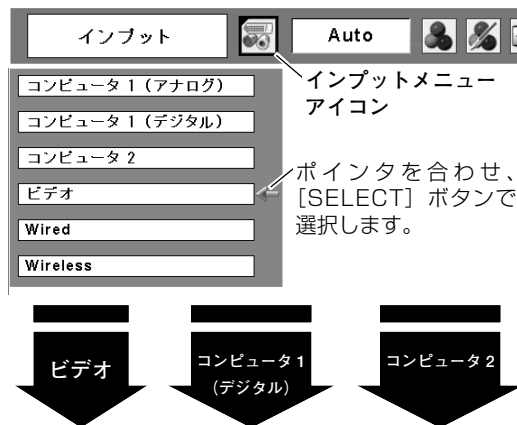 インプット
Auto
インプットメニュー
アイコン
コンピュータ 1（アナログ）
コンピュータ 1（デジタル）
コンピュータ 2
ビデオ
Wired
Wireless
ポインタを合わせ、
［SELECT］ボタンで
選択します。
ビデオ
コンピュータ 1
(デジタル)
コンピュータ 2